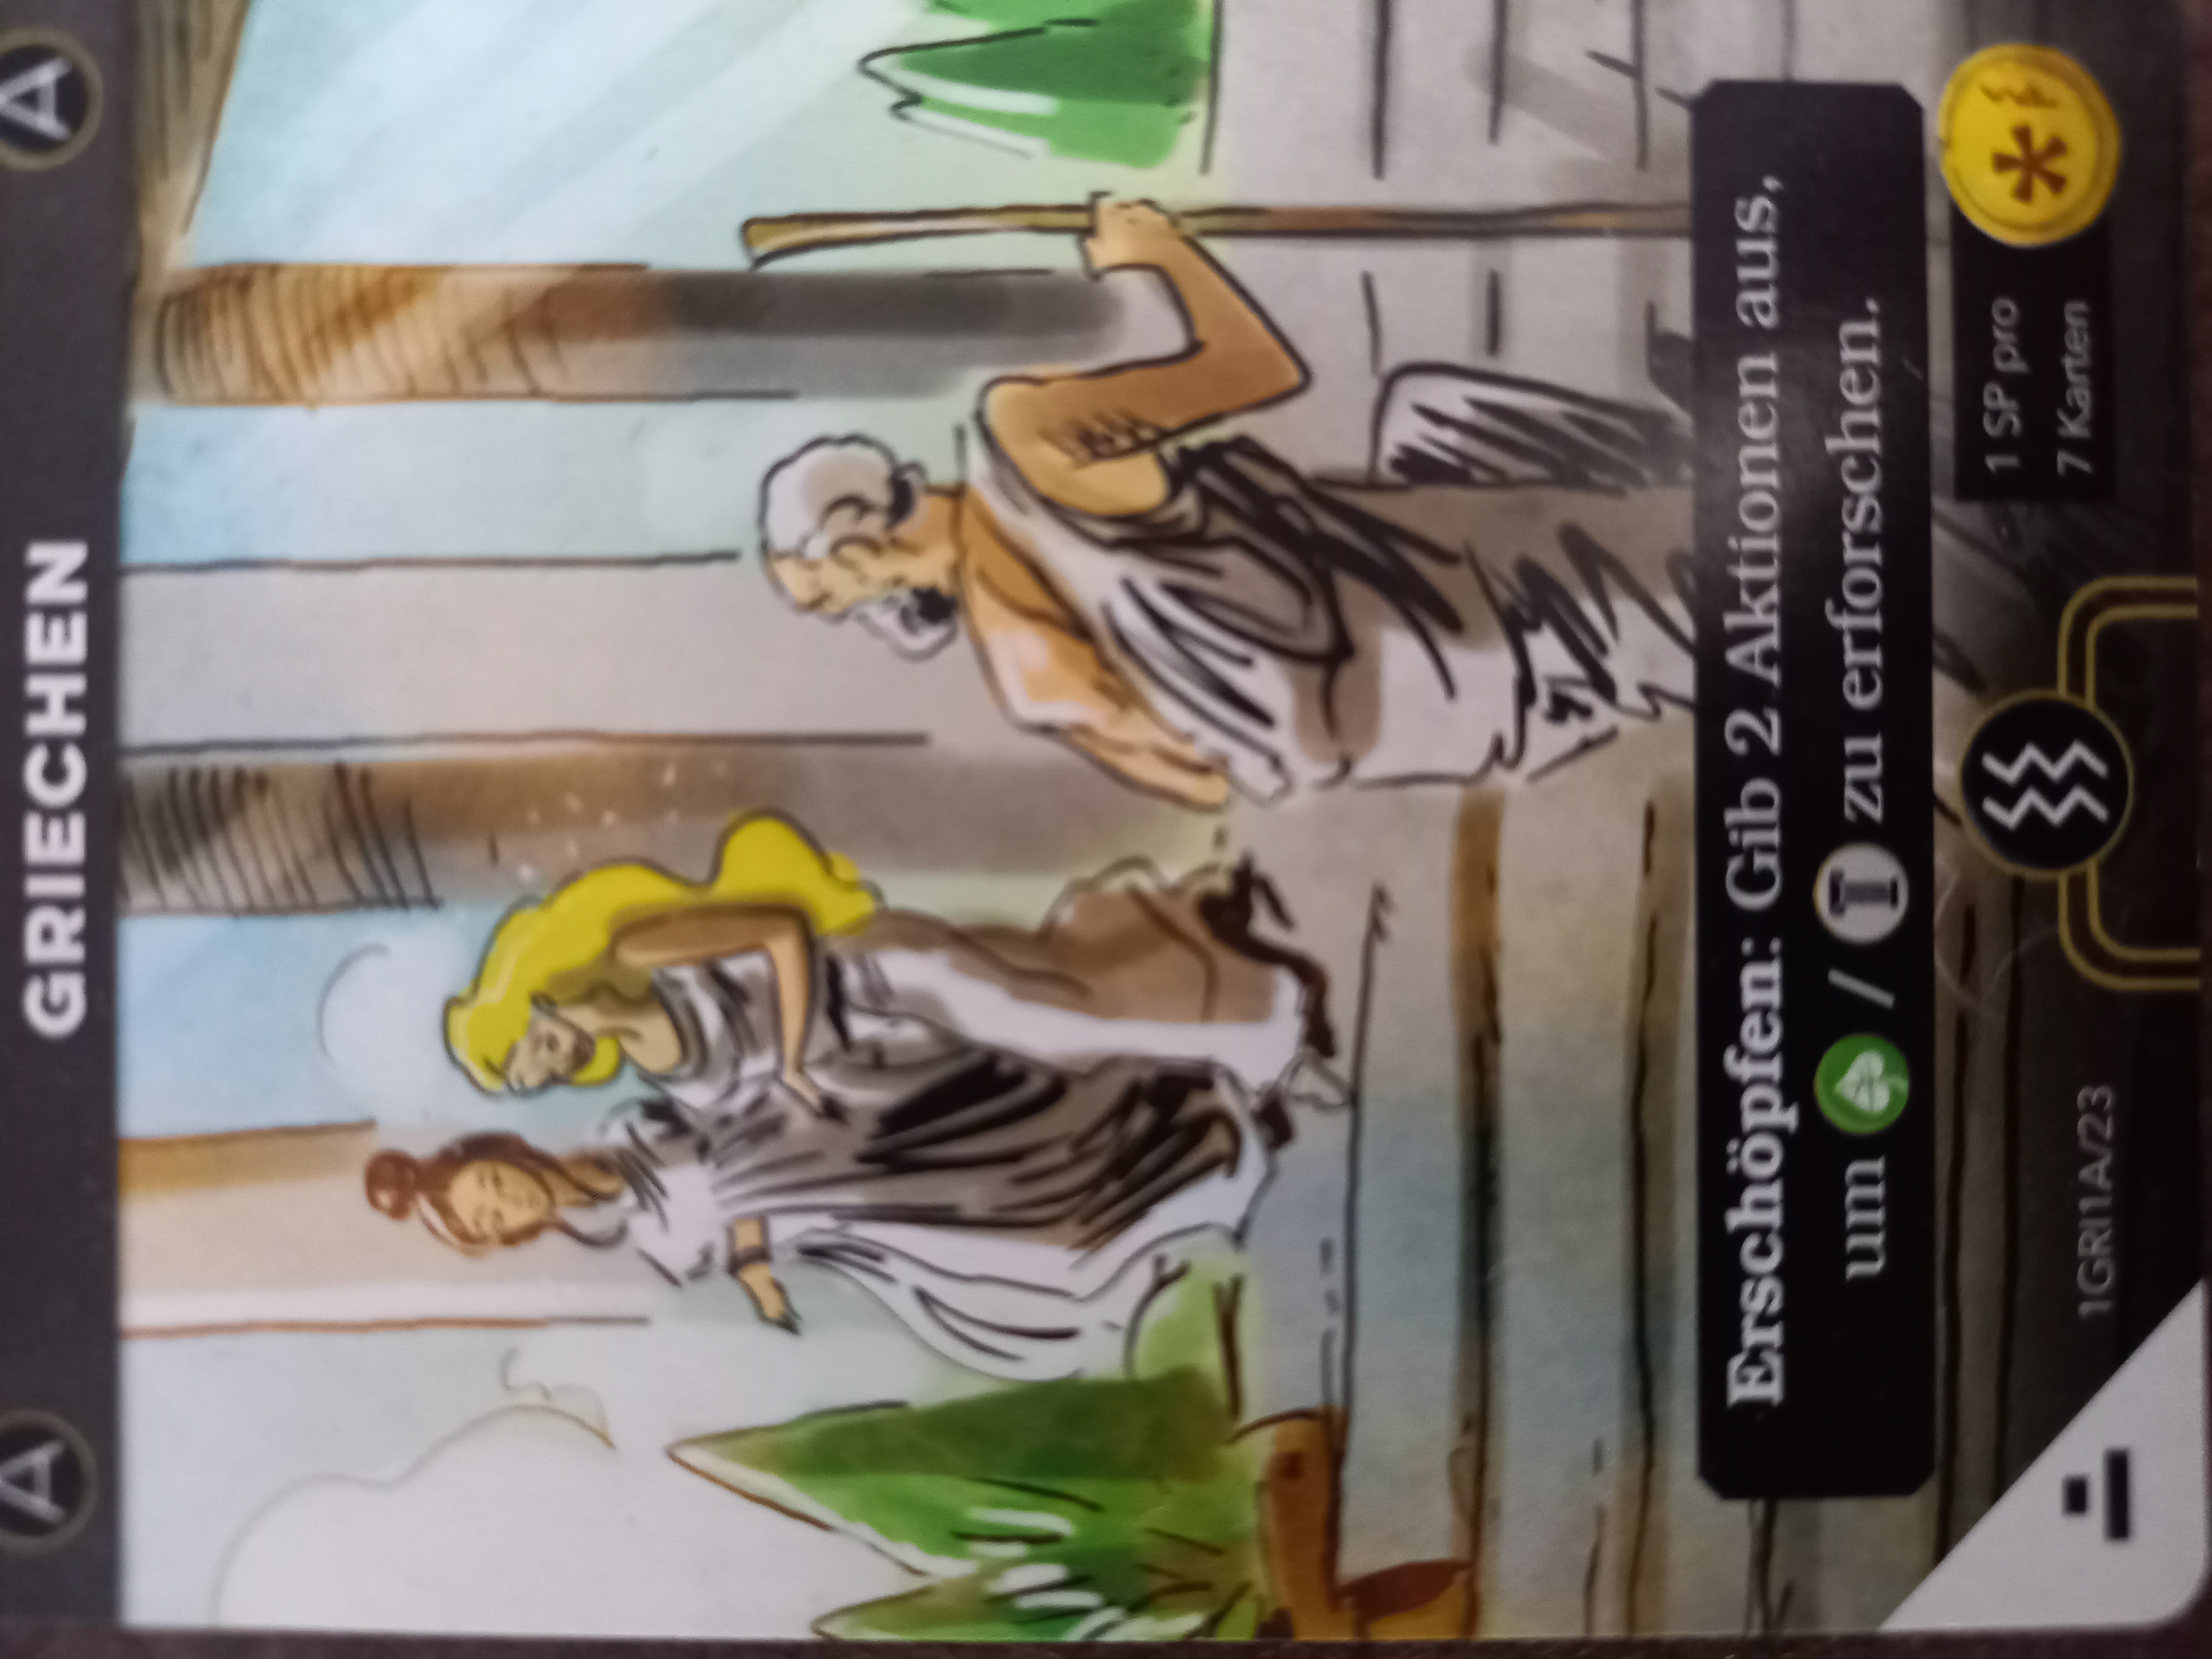 A GRIECHEN A
Erschöpfen: Gib 2 Aktionen aus,
um / zu erforschen.
1 SP pro
7 Karten
1GRI1A/23